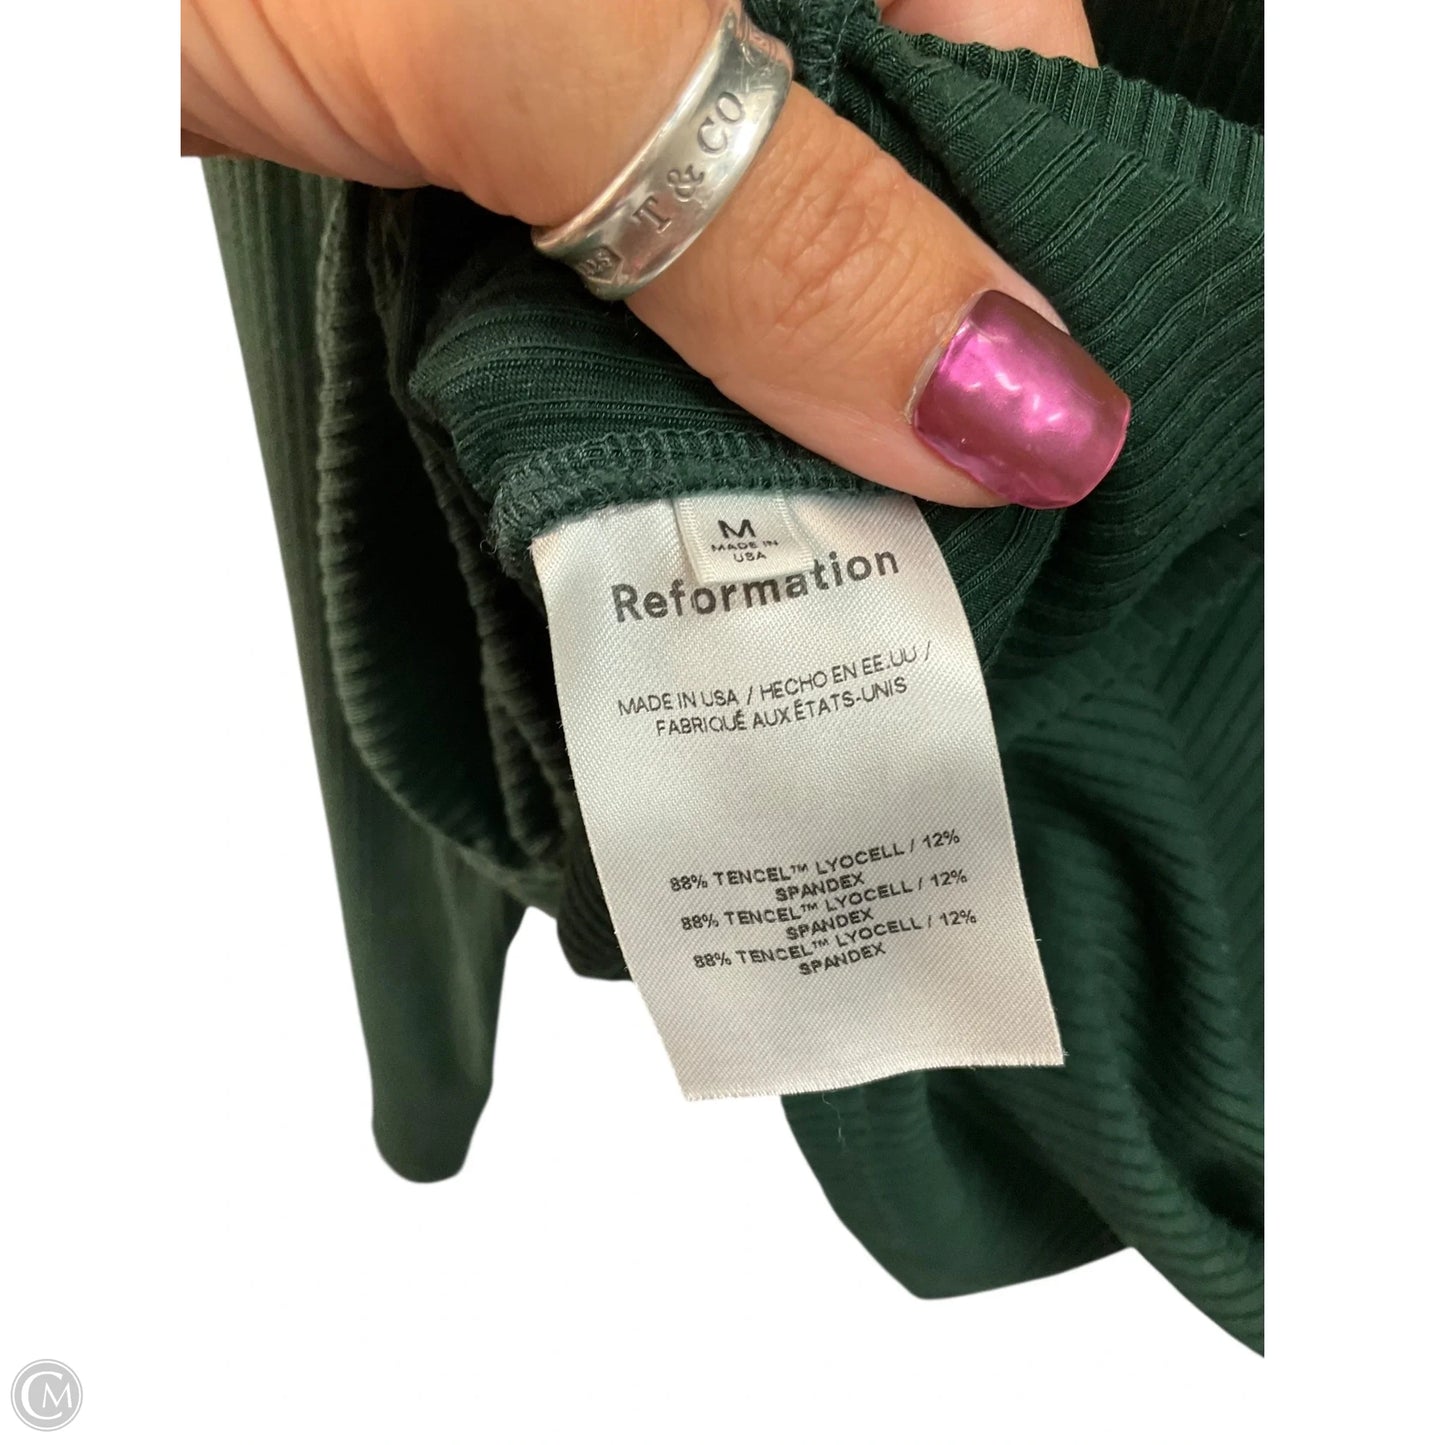 T & CO
M
MADE IN
USA
Reformation
MADE IN USA / HECHO EN EE.UU /
FABRIQUÉ AUX ÉTATS-UNIS
88% TENCEL™ LYOCELL / 12%
SPANDEX
88% TENCEL™ LYOCELL / 12%
SPANDEX
88% TENCEL™ LYOCELL / 12%
SPANDEX
CM